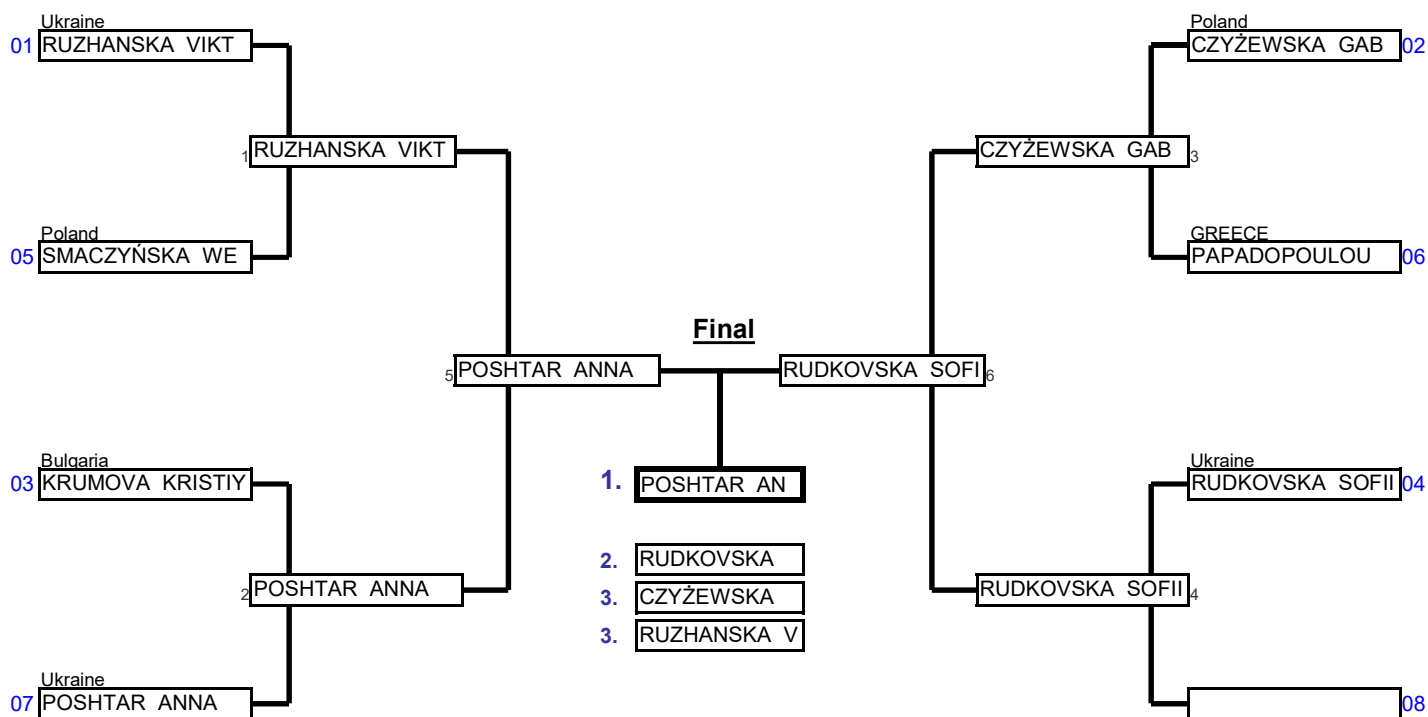 Ukraine
01 RUZHANSKA VIKT
Poland
CZYŻEWSKA GAB 02
1 RUZHANSKA VIKT
CZYŻEWSKA GAB 3
Poland
05 SMACZYŃSKA WE
GREECE
PAPADOPOULOU 06
Final
5 POSHTAR ANNA
RUDKOVSKA SOFI 6
Bulgaria
03 KRUMOVA KRISTIY
1. POSHTAR AN
Ukraine
RUDKOVSKA SOFII 04
2. RUDKOVSKA
3. CZYŻEWSKA
3. RUZHANSKA V
2 POSHTAR ANNA
RUDKOVSKA SOFII 4
Ukraine
07 POSHTAR ANNA
08